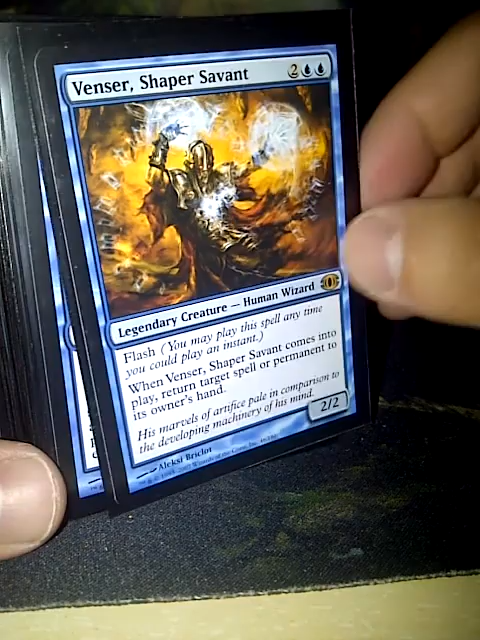 Venser, Shaper Savant 2
Legendary Creature — Human Wizard
Flash (You may play this spell any time
you could play an instant.)
When Venser, Shaper Savant comes into
play, return target spell or permanent to
its owner's hand.
His marvels of artifice pale in comparison to
the developing machinery of his mind.
2/2
Aleksi Briclot